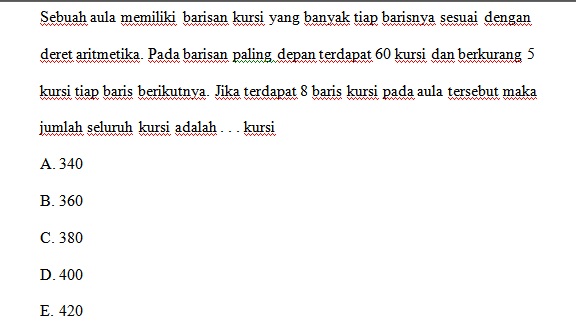 Sebuah aula memiliki barisan kursi yang banyak tiap barisnya sesuai dengan
deret aritmetika. Pada barisan paling depan terdapat 60 kursi dan berkurang 5
kursi tiap baris berikutnya. Jika terdapat 8 baris kursi pada aula tersebut maka
jumlah seluruh kursi adalah . . . kursi
A. 340
B. 360
C. 380
D. 400
E. 420